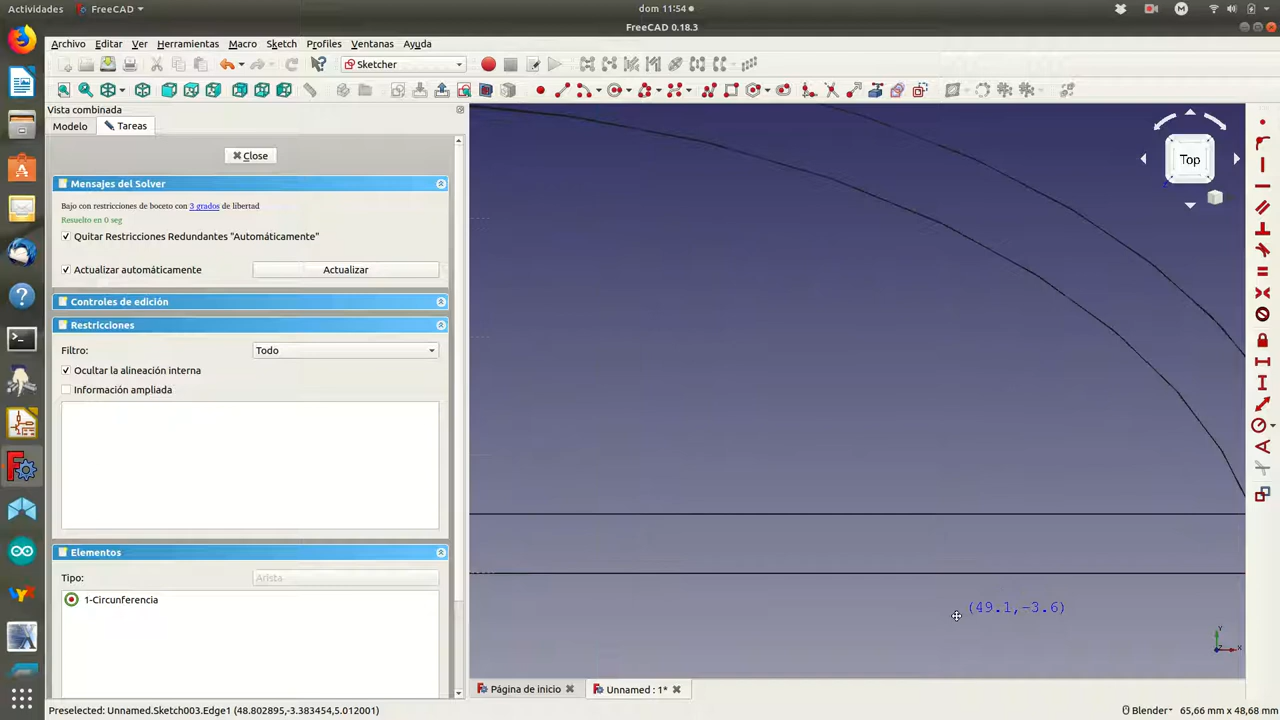 Actividades
FreeCAD
dom 11:54
FreeCAD 0.18.3
Archivo Editar Ver Herramientas Macro Sketch Profiles Ventanas Ayuda
Sketcher
Vista combinada
Modelo
Tareas
Close
Mensajes del Solver
Bajo con restricciones de boceto con 3 grados de libertad
Resuelto en 0 seg
Quitar Restricciones Redundantes "Automáticamente"
Actualizar automáticamente
Actualizar
Controles de edición
Restricciones
Filtro:
Todo
Ocultar la alineación interna
Información ampliada
Elementos
Tipo:
Arista
1-Circunferencia
Top
(49.1,-3.6)
Y
X
Página de inicio
Unnamed : 1*
Preselected: Unnamed.Sketch003.Edge1 (48.802895,-3.383454,5.012001)
Blender
65,66 mm x 48,68 mm